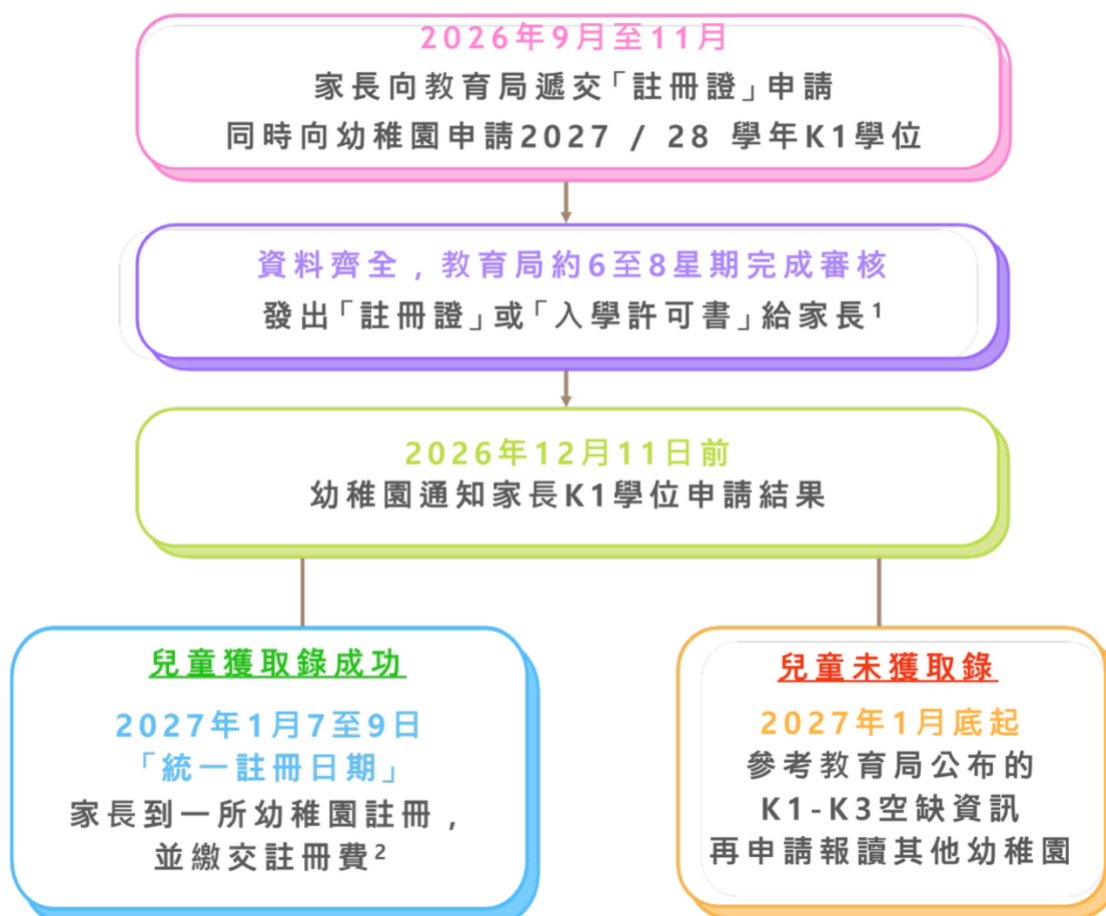 2026年9月至11月
家長向教育局遞交「註冊證」申請
同時向幼稚園申請2027 / 28 學年K1學位
資料齊全，教育局約6至8星期完成審核
發出「註冊證」或「入學許可書」給家長¹
2026年12月11日前
幼稚園通知家長K1學位申請結果
兒童獲取錄成功
2027年1月7至9日
「統一註冊日期」
家長到一所幼稚園註冊，
並繳交註冊費²
兒童未獲取錄
2027年1月底起
參考教育局公布的
K1-K3空缺資訊
再申請報讀其他幼稚園